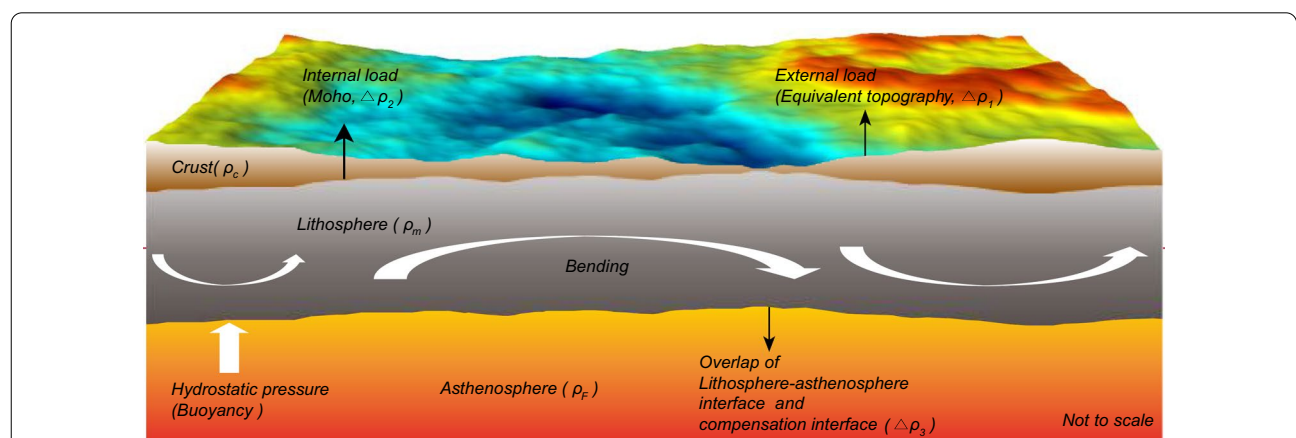 Internal load
(Moho, △ρ₂ )
External load
(Equivalent topography, △ρ₁ )
Crust( ρc )
Lithosphere ( ρm )
Bending
Hydrostatic pressure
(Buoyancy )
Asthenosphere ( ρF )
Overlap of
Lithosphere-asthenosphere
interface and
compensation interface ( △ρ₃ )
Not to scale